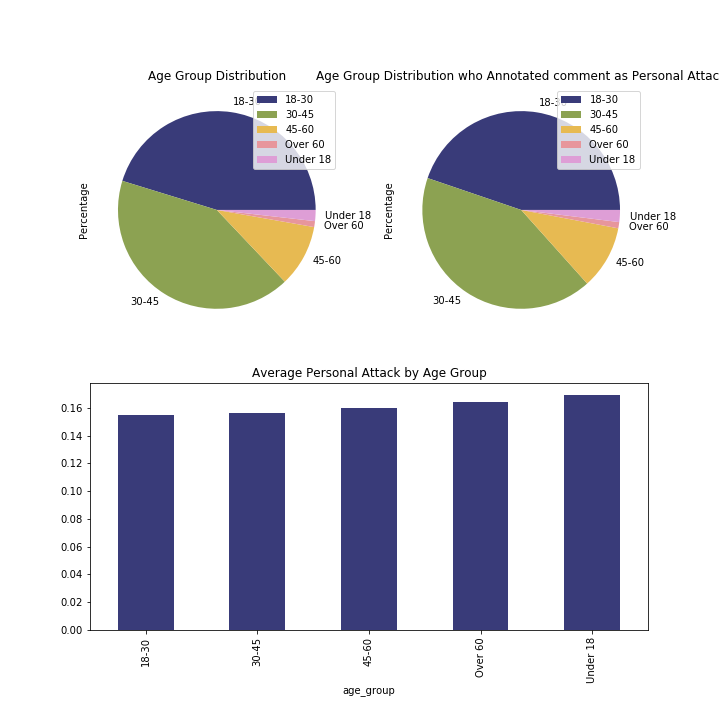 Age Group Distribution
Age Group Distribution who Annotated comment as Personal Attac
18-3
18-30
30-45
45-60
Over 60
Under 18
Percentage
Under 18
Over 60
45-60
30-45
18-3
18-30
30-45
45-60
Over 60
Under 18
Percentage
Under 18
Over 60
45-60
30-45
Average Personal Attack by Age Group
0.16
0.14
0.12
0.10
0.08
0.06
0.04
0.02
0.00
18-30
30-45
45-60
Over 60
Under 18
age_group